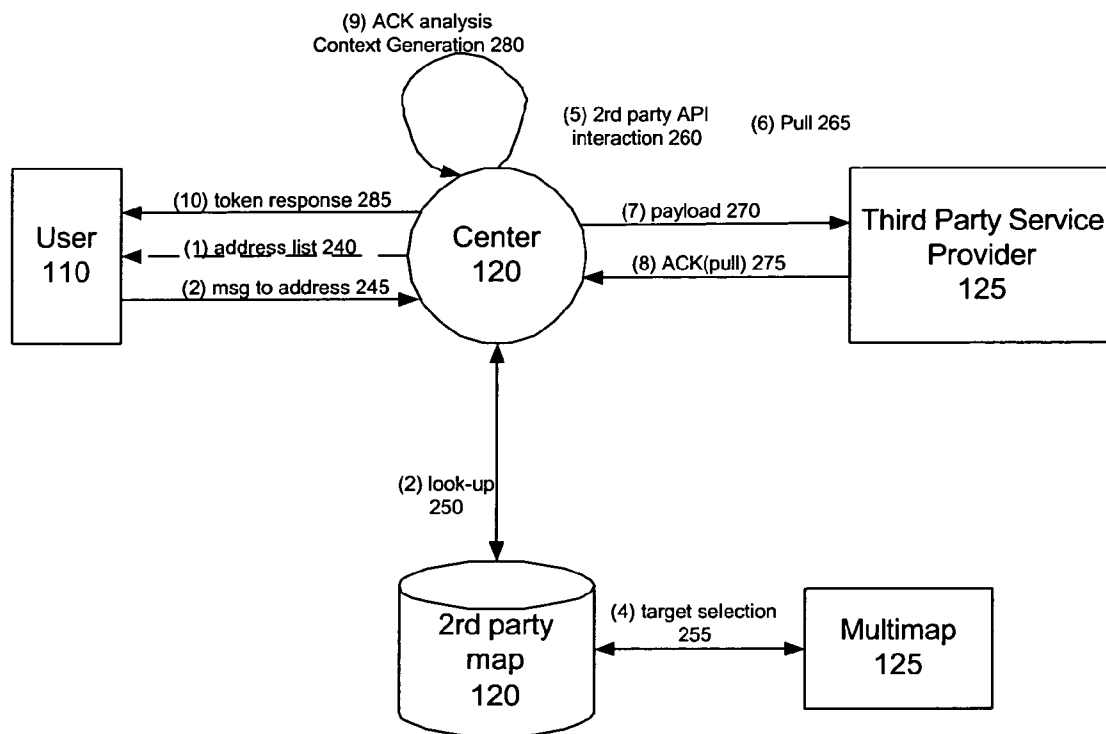 (9) ACK analysis
Context Generation 280
(5) 2rd party API
interaction 260
(6) Pull 265
(10) token response 285
(7) payload 270
User
110
(1) address list 240
Center
120
Third Party Service
Provider
125
(8) ACK(pull) 275
(2) msg to address 245
(2) look-up
250
2rd party
map
120
(4) target selection
255
Multimap
125